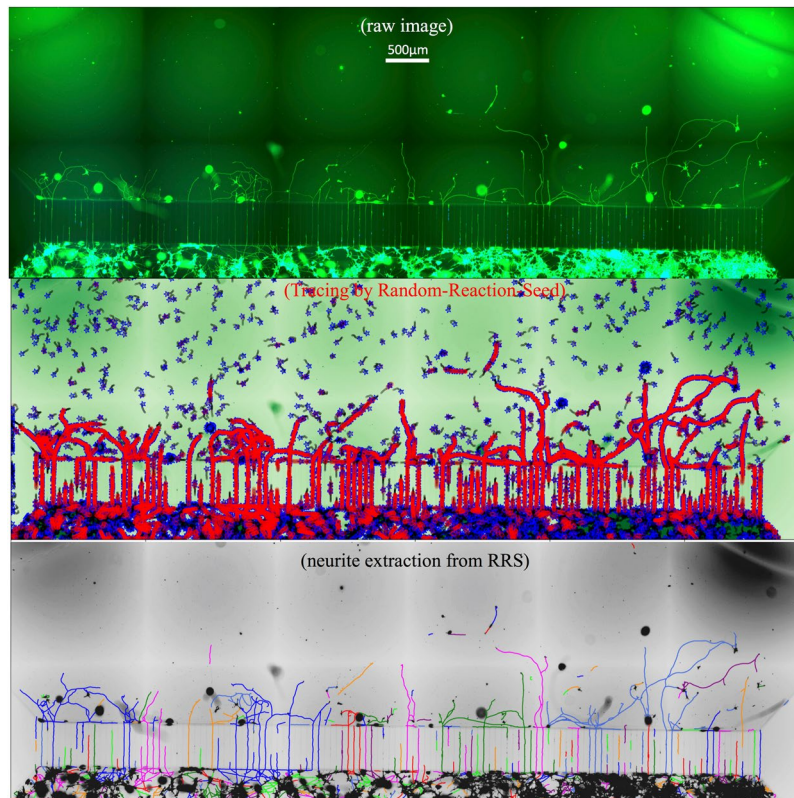 (raw image)
500μm
(Tracing by Random-Reaction Seed)
(neurite extraction from RRS)